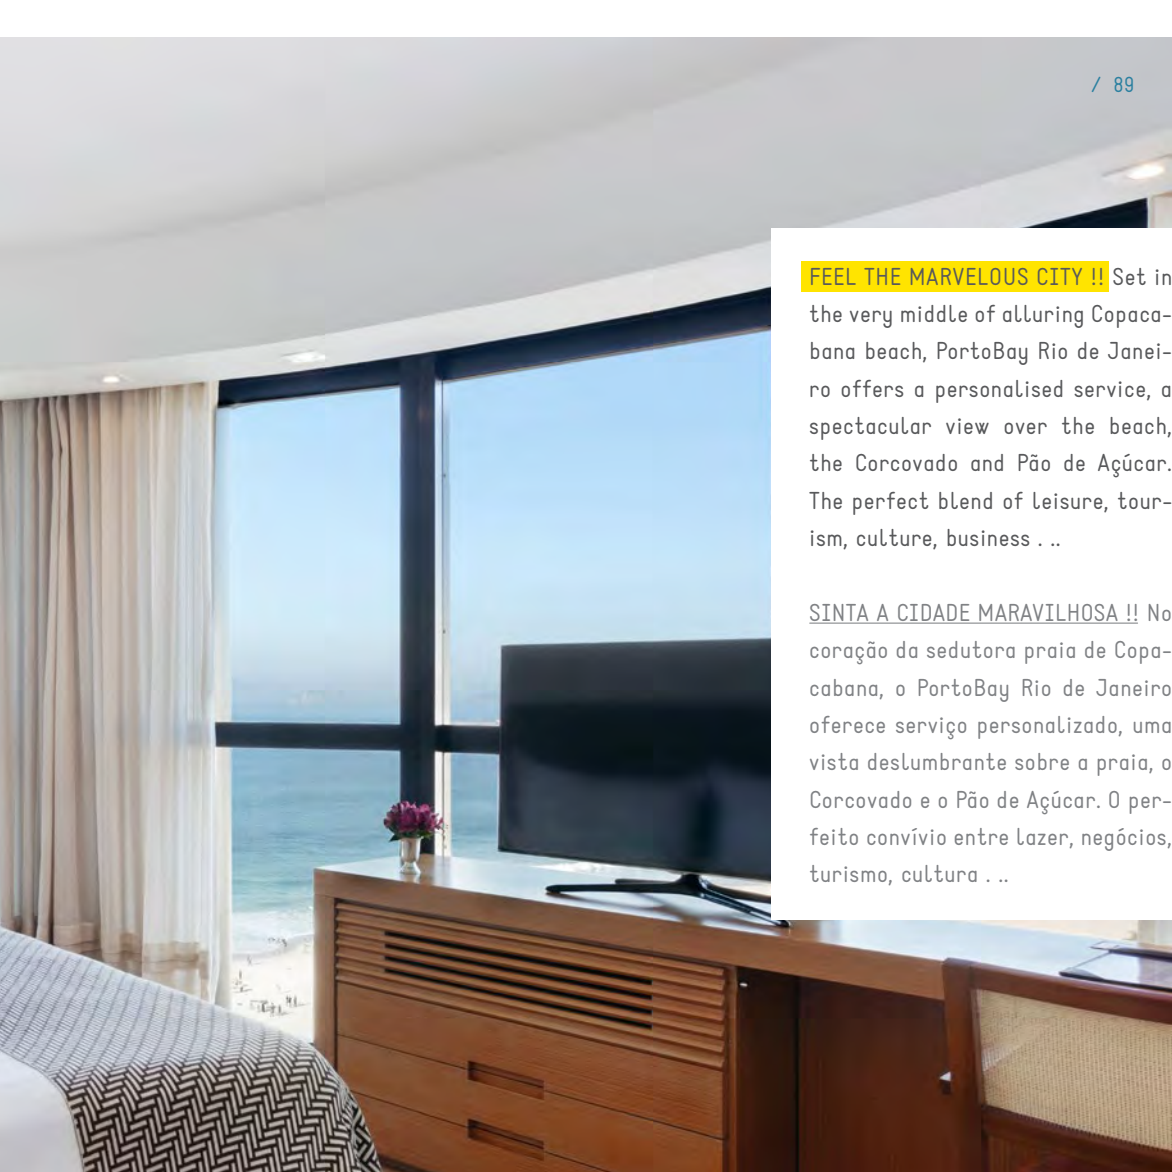 / 89
FEEL THE MARVELOUS CITY !! Set in
the very middle of alluring Copaca-
bana beach, PortoBay Rio de Janei-
ro offers a personalised service, a
spectacular view over the beach,
the Corcovado and Pão de Açúcar.
The perfect blend of leisure, tour-
ism, culture, business . ..
SINTA A CIDADE MARAVILHOSA !! No
coração da sedutora praia de Copa-
cabana, o PortoBay Rio de Janeiro
oferece serviço personalizado, uma
vista deslumbrante sobre a praia, o
Corcovado e o Pão de Açúcar. O per-
feito convívio entre lazer, negócios,
turismo, cultura . ..